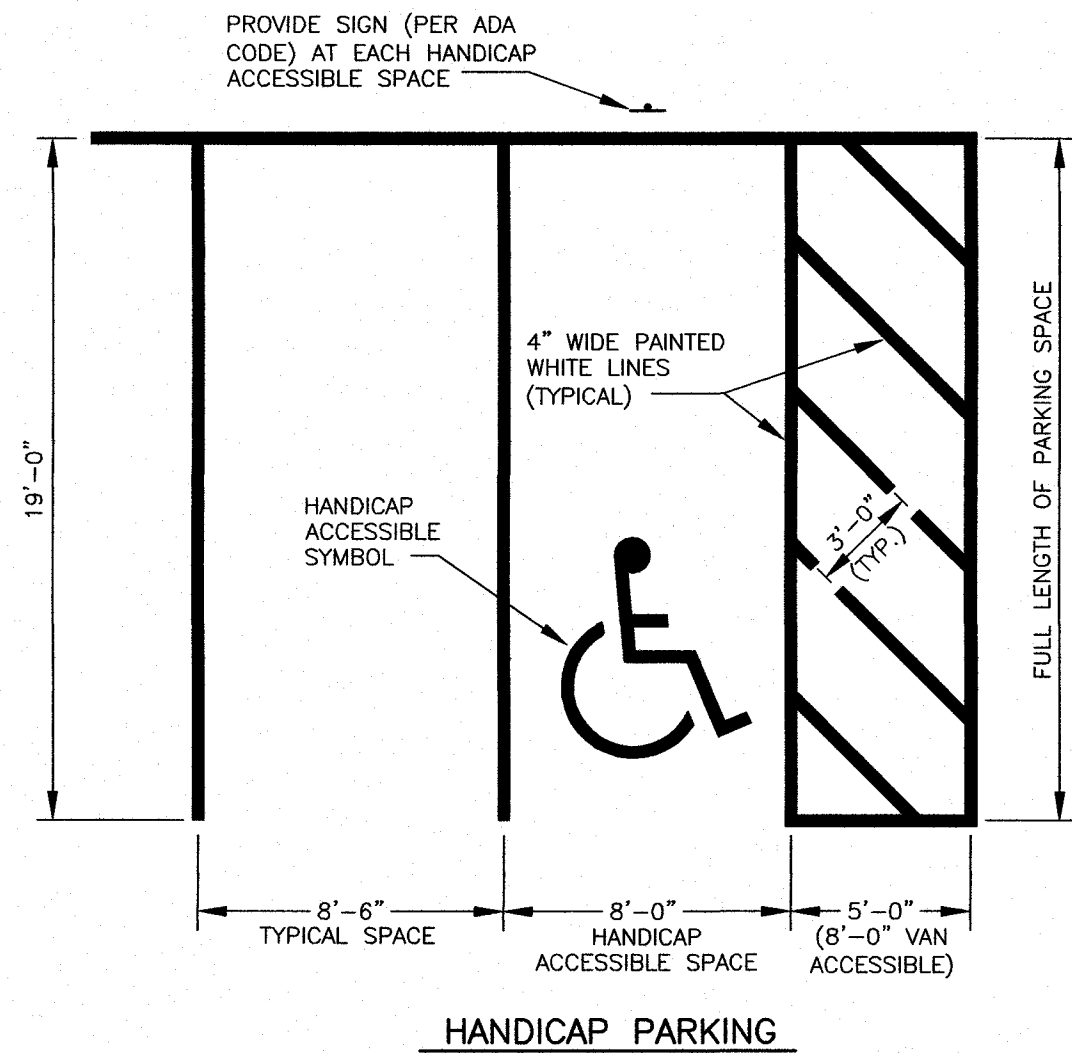 PROVIDE SIGN (PER ADA
CODE) AT EACH HANDICAP
ACCESSIBLE SPACE
4" WIDE PAINTED
WHITE LINES
(TYPICAL)
19'-0"
HANDICAP
ACCESSIBLE
SYMBOL
3'-0"
(TYP.)
FULL LENGTH OF PARKING SPACE
8'-6"
TYPICAL SPACE
8'-0"
HANDICAP
ACCESSIBLE SPACE
5'-0"
(8'-0" VAN
ACCESSIBLE)
HANDICAP PARKING